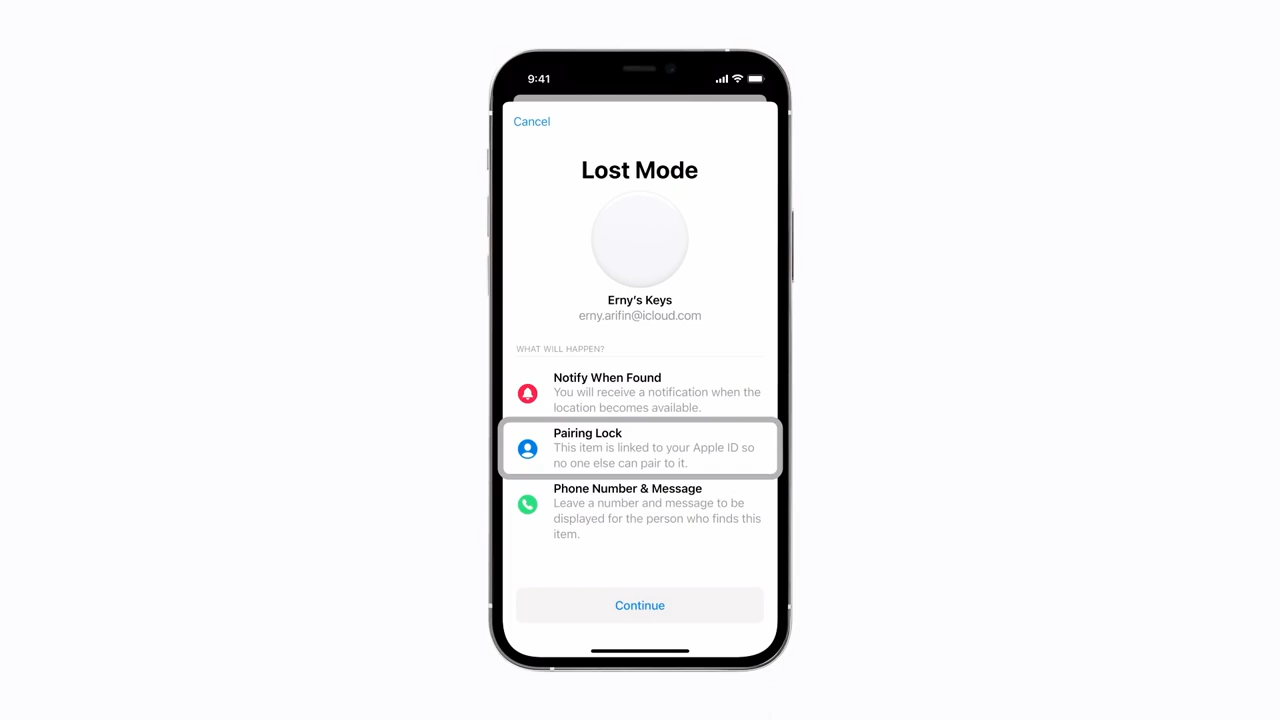 9:41
Cancel
Lost Mode
Erny’s Keys
erny.arifin@icloud.com
WHAT WILL HAPPEN?
Notify When Found
You will receive a notification when the
location becomes available.
Pairing Lock
This item is linked to your Apple ID so
no one else can pair to it.
Phone Number & Message
Leave a number and message to be
displayed for the person who finds this
item.
Continue